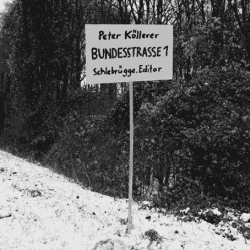 Peter Köllerer
BUNDESSTRASSE 1
Schlebrügge.Editor